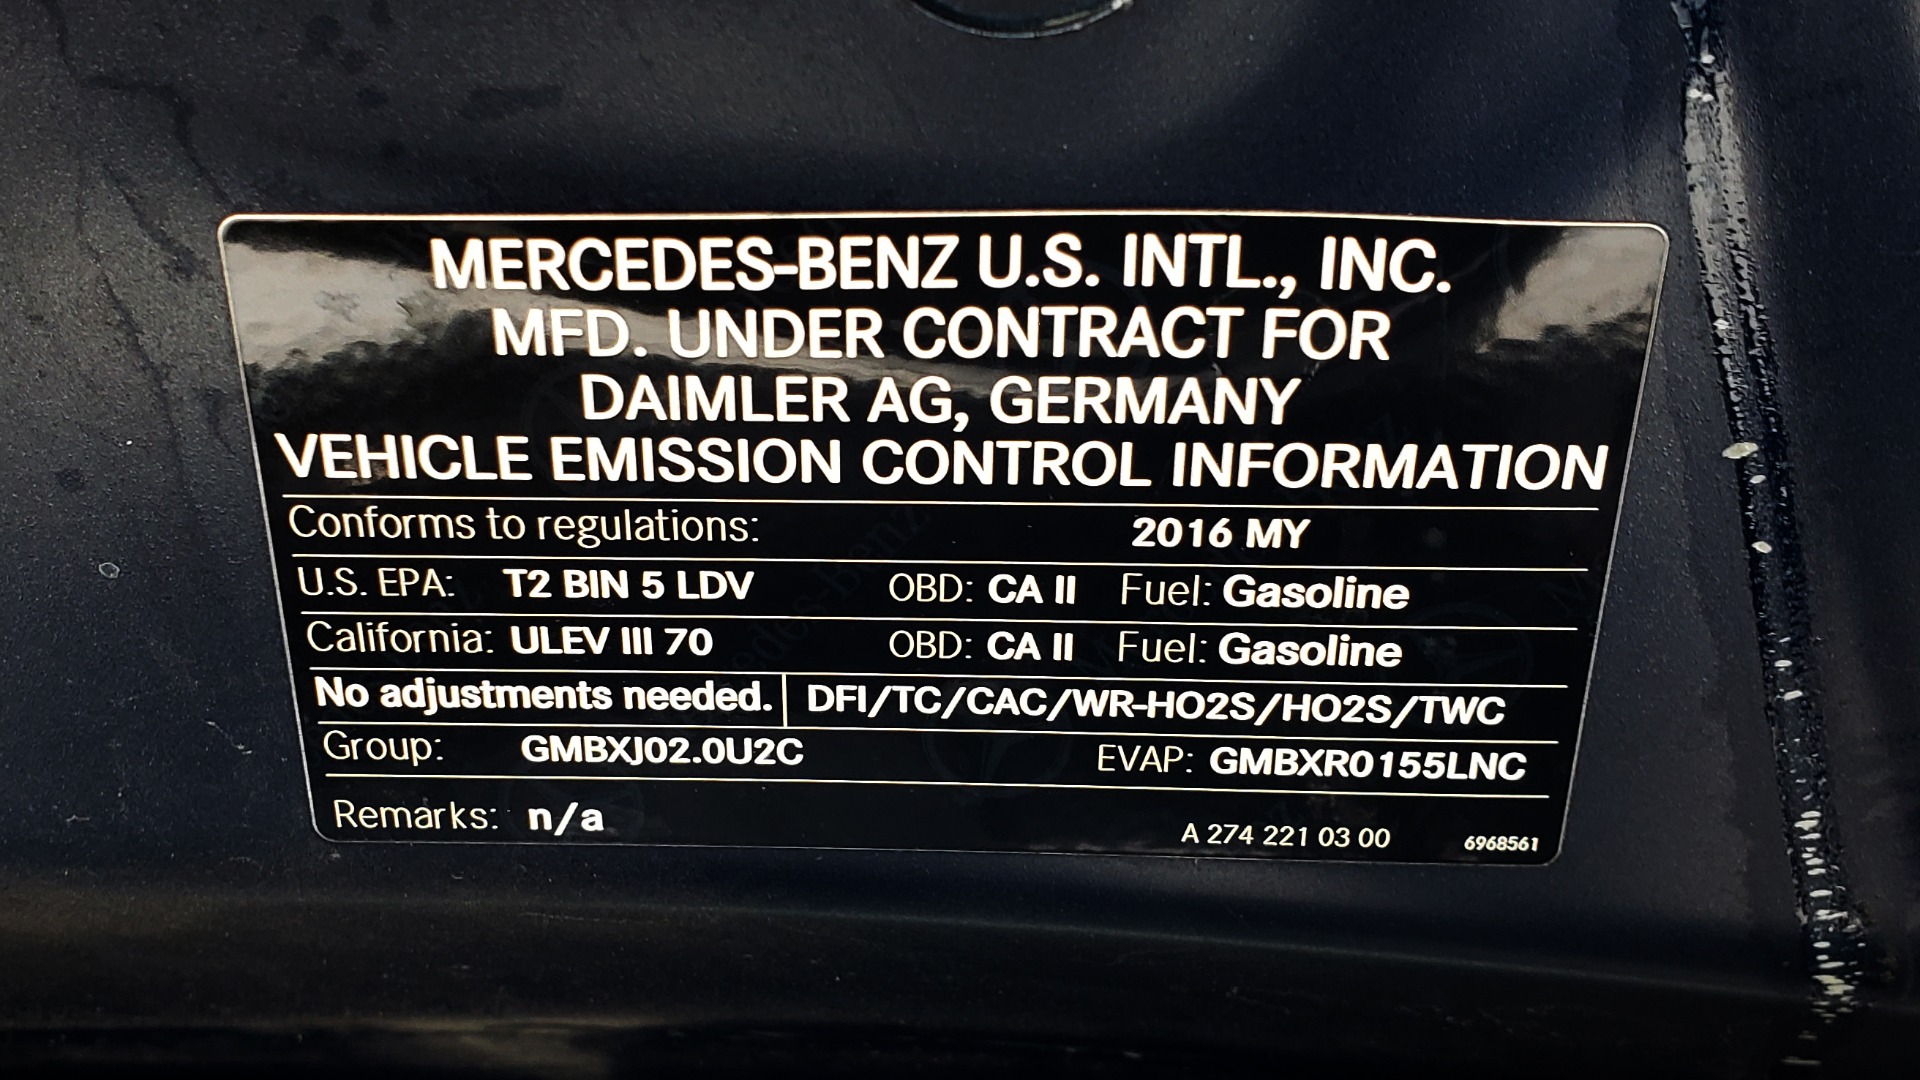 MERCEDES-BENZ U.S. INTL., INC.
MFD. UNDER CONTRACT FOR
DAIMLER AG, GERMANY
VEHICLE EMISSION CONTROL INFORMATION
Conforms to regulations: 2016 MY
U.S. EPA: T2 BIN 5 LDV OBD: CA II Fuel: Gasoline
California: ULEV III 70 OBD: CA II Fuel: Gasoline
No adjustments needed. DFI/TC/CAC/WR-HO2S/HO2S/TWC
Group: GMBXJ02.0U2C EVAP: GMBXR0155LNC
Remarks: n/a A 274 221 03 00 6968561